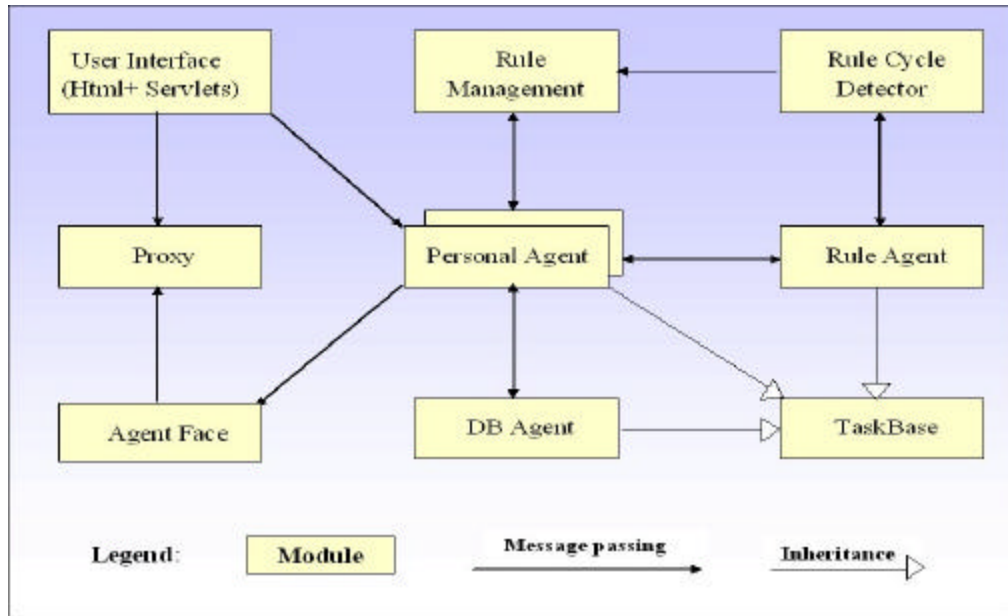 User Interface
(Html+ Servlets)
Rule
Management
Rule Cycle
Detector
Proxy
Personal Agent
Rule Agent
Agent Face
DB Agent
TaskBase
Legend:
Module
Message passing
Inheritance